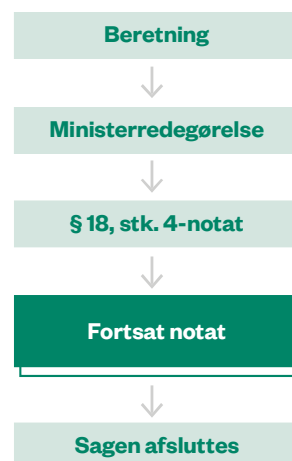 Beretning
Ministerredegørelse
§ 18, stk. 4-notat
Fortsat notat
Sagen afsluttes